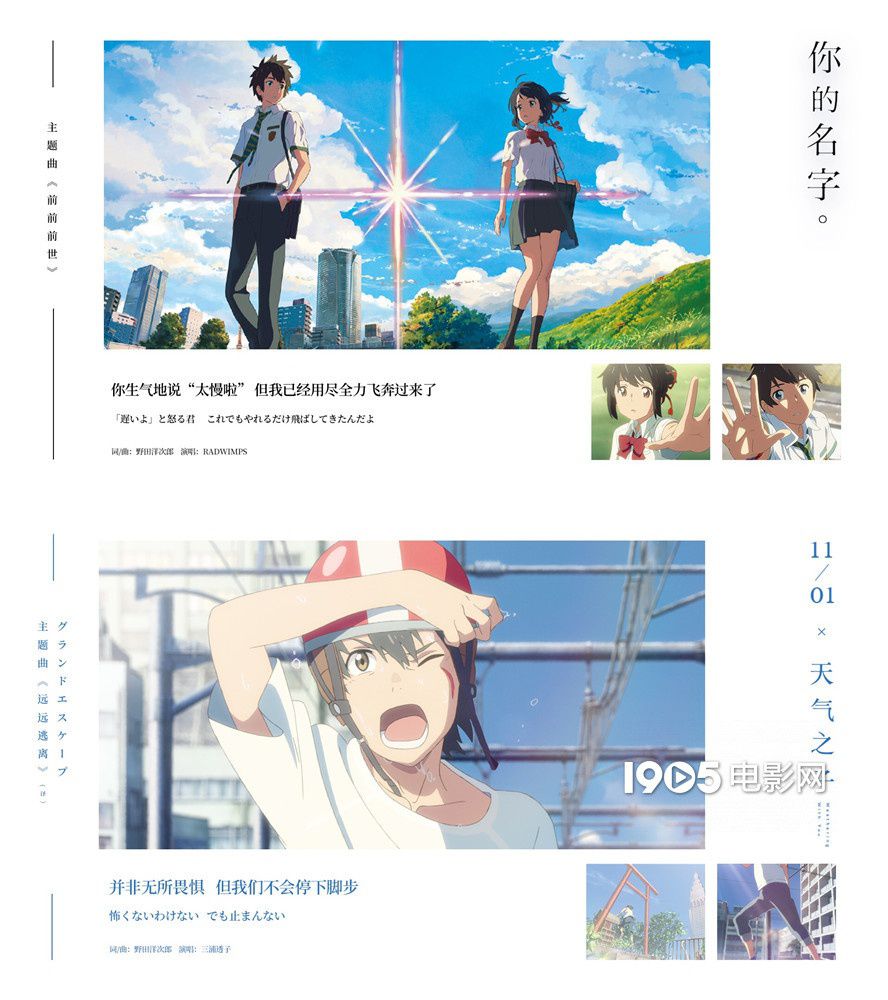 你的名字。
主题曲《前前前世》
你生气地说“太慢啦” 但我已经用尽全力飞奔过来了
「遅いよ」と怒る君 これでもやれるだけ飛ばしてきたんだよ
词/曲：野田洋次郎 演唱：RADWIMPS
11/01 × 天气之子
Weathering With You
グランドエスケープ
主题曲《远远逃离》（译）
1905电影网
并非无所畏惧 但我们不会停下脚步
怖くないわけない でも止まんない
词/曲：野田洋次郎 演唱：三浦透子